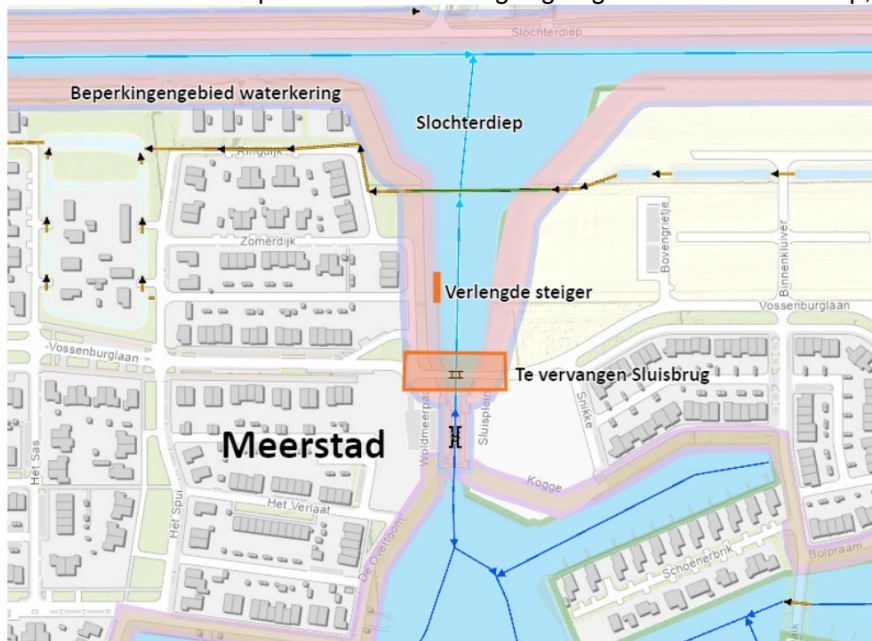 Slochterdiep
Beperkingengebied waterkering
Slochterdiep
Ringdijk
Zomerdijk
Bovengrietje
Binnenkluiver
Verlengde steiger
Vossenburglaan
Vossenburglaan
Te vervangen Sluisbrug
Woldmeerpad
Sluisplein
Snikke
Meerstad
Het Sas
Het Spui
Het Verlaat
Kogge
De Overtoom
Schoenerbrik
Bolpraam